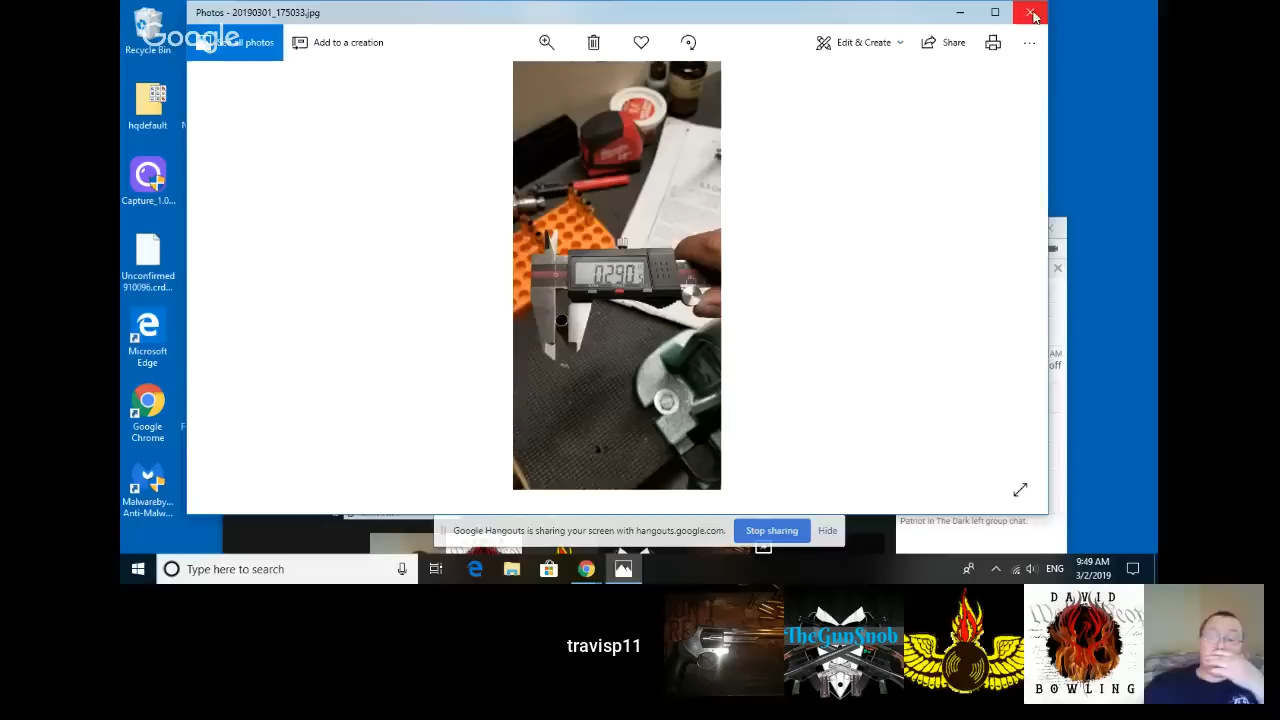 Photos - 20190301_175033.jpg
Recycle Bin
Google
all photos
Add to a creation
Edit & Create
Share
hqdefault
Capture_1.0...
Unconfirmed
910096.crd...
Microsoft
Edge
Google
Chrome
Malwareby...
Anti-Malw...
AM
off
Patriot in The Dark left group chat.
Google Hangouts is sharing your screen with hangouts.google.com.
Stop sharing
Hide
Type here to search
ENG
9:49 AM
3/2/2019
travisp11
TheGunSnob
DAVID
BOWLING